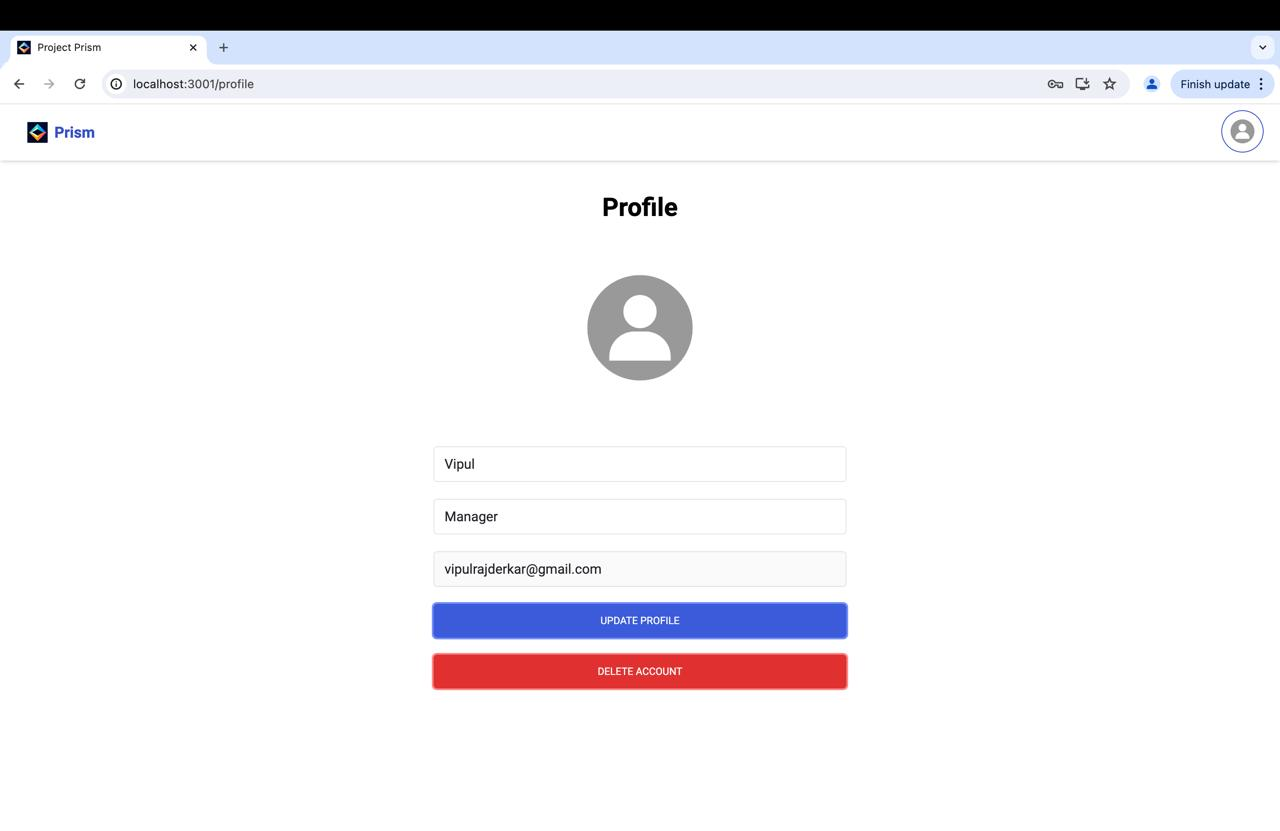 Project Prism
localhost:3001/profile
Finish update
Prism
Profile
Vipul
Manager
vipulrajderkar@gmail.com
UPDATE PROFILE
DELETE ACCOUNT